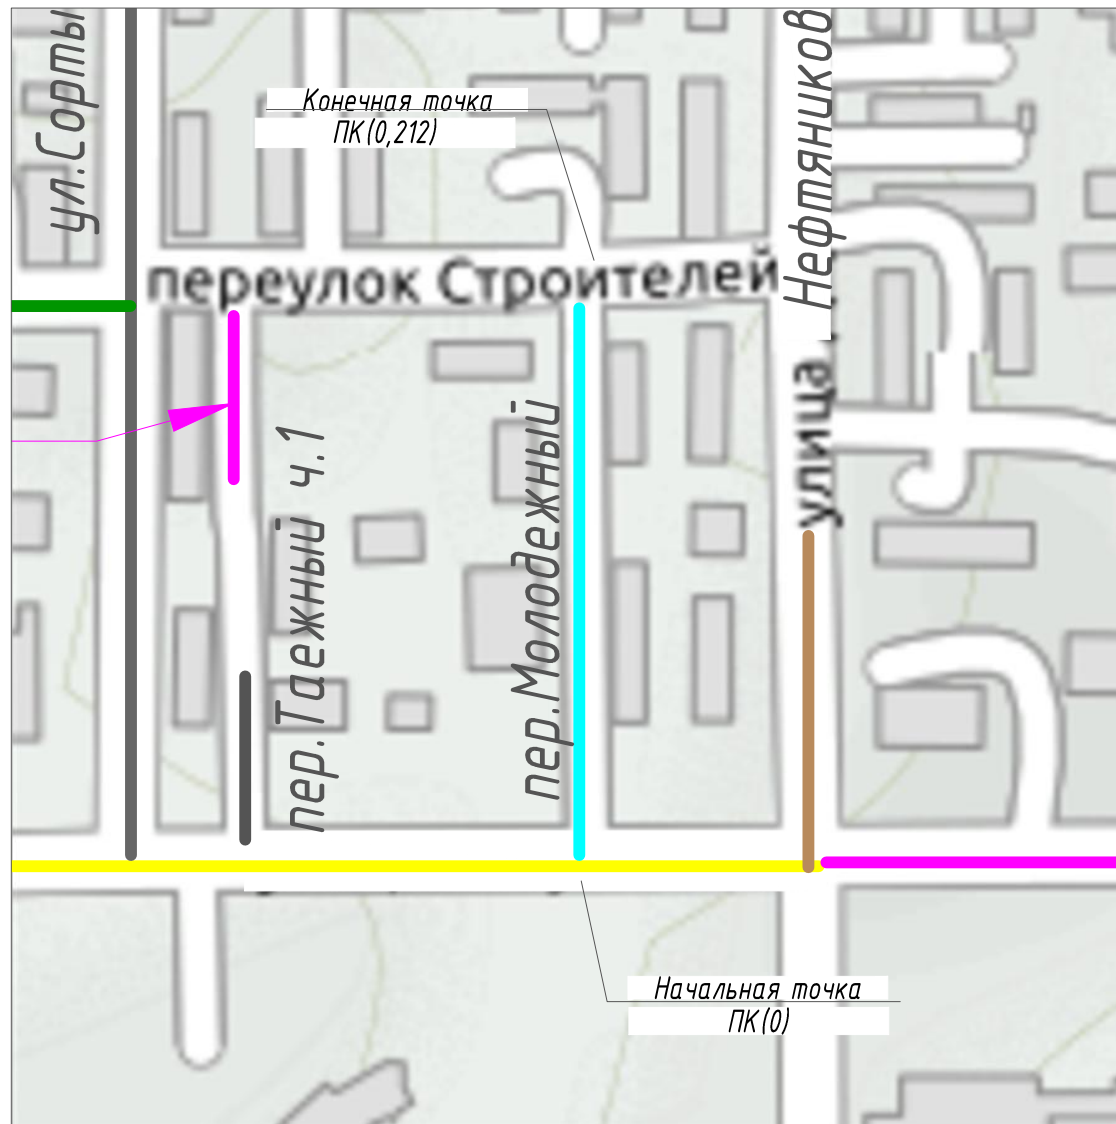 ул.Сорты
Конечная точка
ПК(0,212)
Нефтяников
переулок Строителей
улица
пер.Таежный ч.1
пер.Молодежный
Начальная точка
ПК(0)